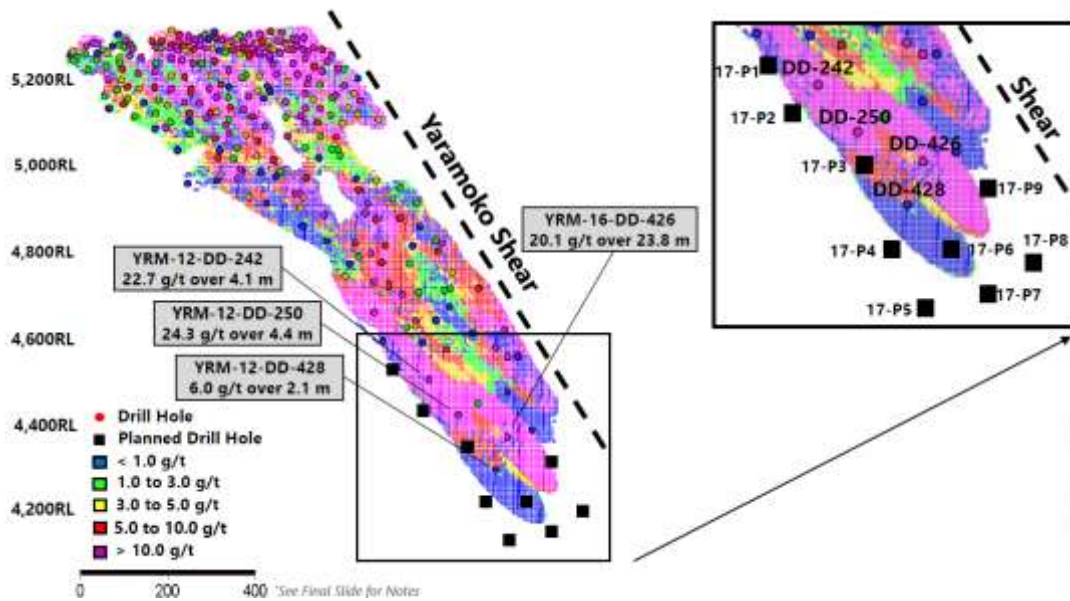 5,200RL
5,000RL
4,800RL
4,600RL
4,400RL
4,200RL
Yaramoko Shear
YRM-16-DD-426
20.1 g/t over 23.8 m
YRM-12-DD-242
22.7 g/t over 4.1 m
YRM-12-DD-250
24.3 g/t over 4.4 m
YRM-12-DD-428
6.0 g/t over 2.1 m
Drill Hole
Planned Drill Hole
< 1.0 g/t
1.0 to 3.0 g/t
3.0 to 5.0 g/t
5.0 to 10.0 g/t
> 10.0 g/t
0 200 400
*See Final Slide for Notes
Shear
17-P1
DD-242
17-P2
DD-250
DD-426
17-P3
DD-428
17-P9
17-P4
17-P6
17-P8
17-P7
17-P5